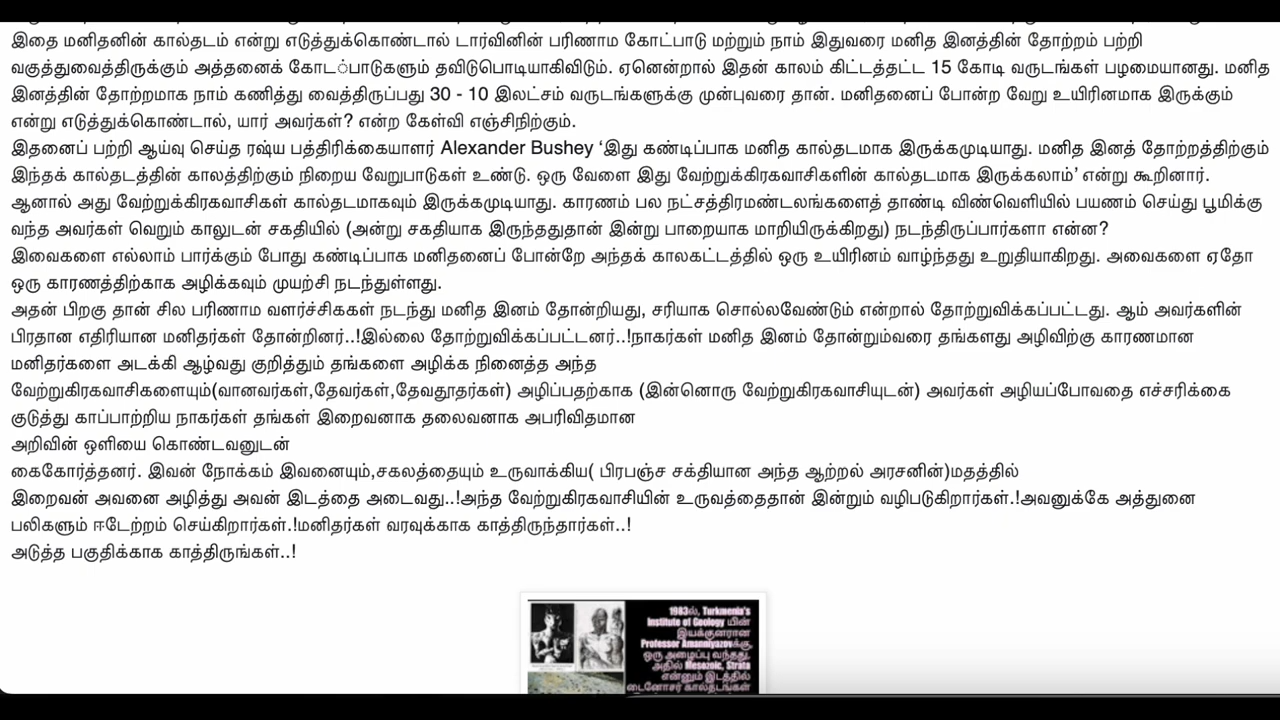 இதை மனிதனின் கால்தடம் என்று எடுத்துக்கொண்டால் டார்வினின் பரிணாம கோட்பாடு மற்றும் நாம் இதுவரை மனித இனத்தின் தோற்றம் பற்றி
வகுத்துவைத்திருக்கும் அத்தனைக் கோட்்பாடுகளும் தவிடுபொடியாகிவிடும். ஏனென்றால் இதன் காலம் கிட்டத்தட்ட 15 கோடி வருடங்கள் பழமையானது. மனித
இனத்தின் தோற்றமாக நாம் கணித்து வைத்திருப்பது 30 - 10 இலட்சம் வருடங்களுக்கு முன்புவரை தான். மனிதனைப் போன்ற வேறு உயிரினமாக இருக்கும்
என்று எடுத்துக்கொண்டால், யார் அவர்கள்? என்ற கேள்வி எஞ்சிநிற்கும்.
இதனைப் பற்றி ஆய்வு செய்த ரஷ்ய பத்திரிக்கையாளர் Alexander Bushey ‘இது கண்டிப்பாக மனித கால்தடமாக இருக்கமுடியாது. மனித இனத் தோற்றத்திற்கும்
இந்தக் கால்தடத்தின் காலத்திற்கும் நிறைய வேறுபாடுகள் உண்டு. ஒரு வேளை இது வேற்றுக்கிரகவாசிகளின் கால்தடமாக இருக்கலாம்’ என்று கூறினார்.
ஆனால் அது வேற்றுக்கிரகவாசிகள் கால்தடமாகவும் இருக்கமுடியாது. காரணம் பல நட்சத்திரமண்டலங்களைத் தாண்டி விண்வெளியில் பயணம் செய்து பூமிக்கு
வந்த அவர்கள் வெறும் காலுடன் சகதியில் (அன்று சகதியாக இருந்ததுதான் இன்று பாறையாக மாறியிருக்கிறது) நடந்திருப்பார்களா என்ன?
இவைகளை எல்லாம் பார்க்கும் போது கண்டிப்பாக மனிதனைப் போன்றே அந்தக் காலகட்டத்தில் ஒரு உயிரினம் வாழ்ந்தது உறுதியாகிறது. அவைகளை ஏதோ
ஒரு காரணத்திற்காக அழிக்கவும் முயற்சி நடந்துள்ளது.
அதன் பிறகு தான் சில பரிணாம வளர்ச்சிககள் நடந்து மனித இனம் தோன்றியது, சரியாக சொல்லவேண்டும் என்றால் தோற்றுவிக்கப்பட்டது. ஆம் அவர்களின்
பிரதான எதிரியான மனிதர்கள் தோன்றினர்..!இல்லை தோற்றுவிக்கப்பட்டனர்..!நாகர்கள் மனித இனம் தோன்றும்வரை தங்களது அழிவிற்கு காரணமான
மனிதர்களை அடக்கி ஆழ்வது குறித்தும் தங்களை அழிக்க நினைத்த அந்த
வேற்றுகிரகவாசிகளையும்(வானவர்கள்,தேவர்கள்,தேவதூதர்கள்) அழிப்பதற்காக (இன்னொரு வேற்றுகிரகவாசியுடன்) அவர்கள் அழியப்போவதை எச்சரிக்கை
குடுத்து காப்பாற்றிய நாகர்கள் தங்கள் இறைவனாக தலைவனாக அபரிவிதமான
அறிவின் ஒளியை கொண்டவனுடன்
கைகோர்த்தனர். இவன் நோக்கம் இவனையும்,சகலத்தையும் உருவாக்கிய( பிரபஞ்ச சக்தியான அந்த ஆற்றல் அரசனின்)மதத்தில்
இறைவன் அவனை அழித்து அவன் இடத்தை அடைவது..!அந்த வேற்றுகிரகவாசியின் உருவத்தைதான் இன்றும் வழிபடுகிறார்கள்.!அவனுக்கே அத்துனை
பலிகளும் ஈடேற்றம் செய்கிறார்கள்.!மனிதர்கள் வரவுக்காக காத்திருந்தார்கள்..!
அடுத்த பகுதிக்காக காத்திருங்கள்..!
1983ல், Turkmenia's
Institute of Geology யின்
இயக்குனரான
Professor Amanniyazovக்கு
ஒரு அழைப்பு வந்தது.
அதில் Mesozoic, Strata
என்னும் இடத்தில்
டைனோசர் கால்தடங்கள்